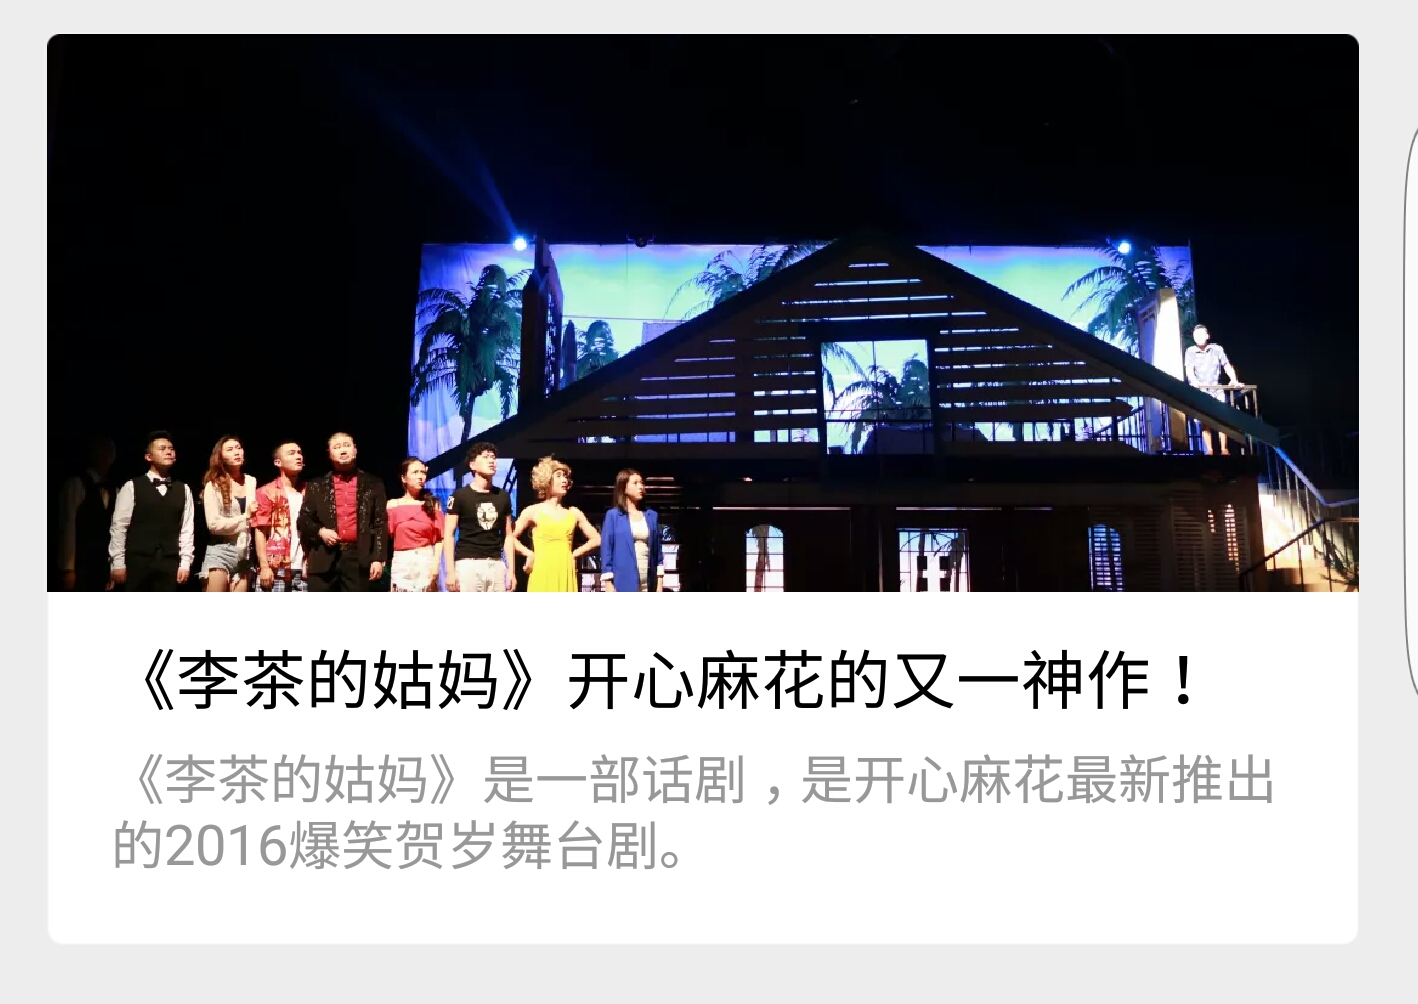 《李茶的姑妈》开心麻花的又一神作！
《李茶的姑妈》是一部话剧，是开心麻花最新推出
的2016爆笑贺岁舞台剧。